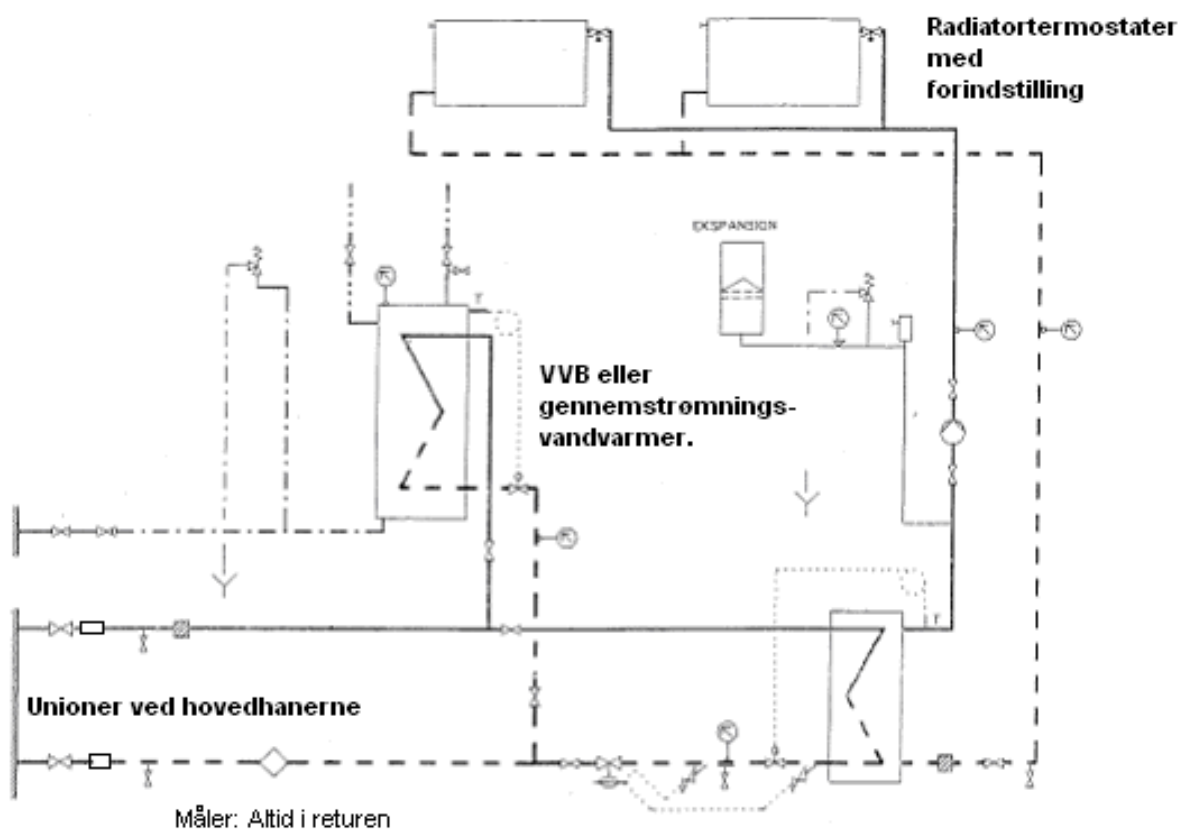 Radiatortermostater
med
forindstilling
EKSPANSION
T
VVB eller
gennemstrømnings-
vandvarmer.
T
Unioner ved hovedhanerne
Måler: Altid i returen